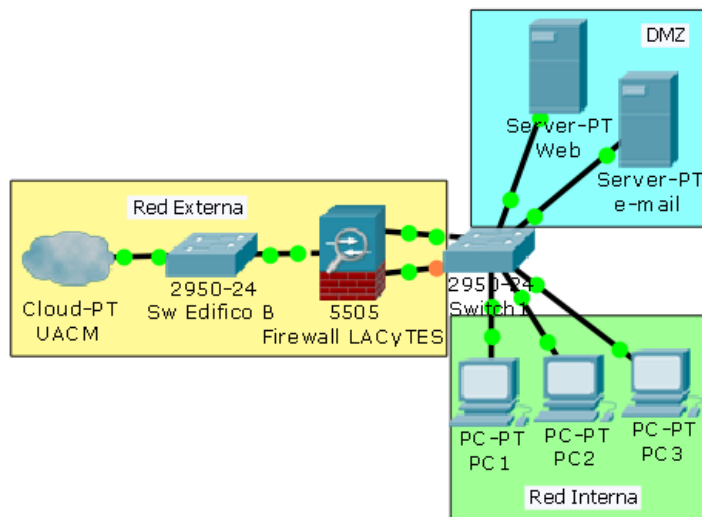 DMZ
Server-PT
Web
Server-PT
e-mail
Red Externa
Cloud-PT
UACM
2950-24
Sw Edifico B
5505
Firewall LACyTES
2950-24
Switch1
PC-PT
PC1
PC-PT
PC2
PC-PT
PC3
Red Interna